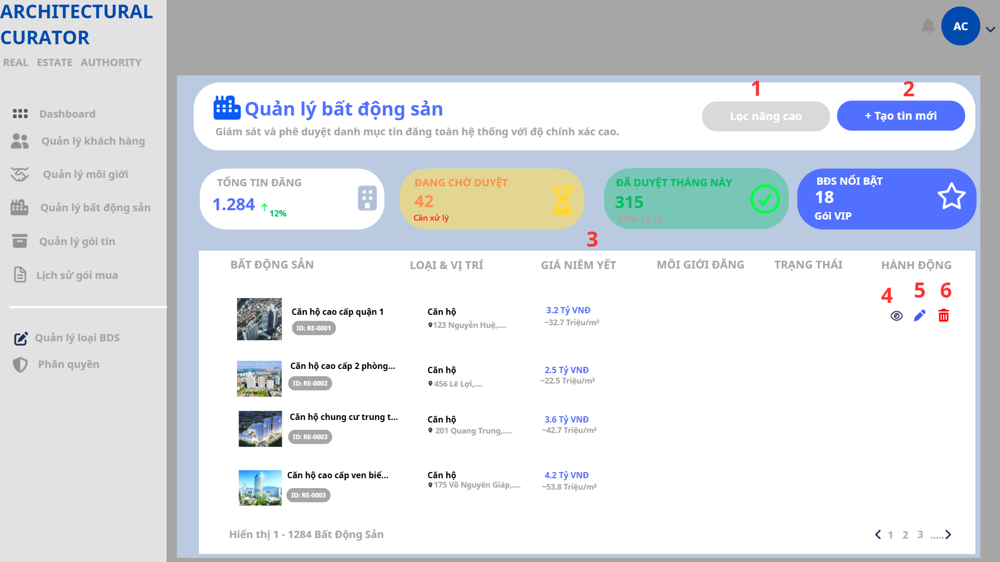 ARCHITECTURAL
CURATOR
REAL ESTATE AUTHORITY
Dashboard
Quản lý khách hàng
Quản lý môi giới
Quản lý bất động sản
Quản lý gói tin
Lịch sử gói mua
Quản lý loại BDS
Phân quyền
AC
1
2
Quản lý bất động sản
Giám sát và phê duyệt danh mục tin đăng toàn hệ thống với độ chính xác cao.
Lọc nâng cao
+ Tạo tin mới
TỔNG TIN ĐĂNG
1.284
12%
ĐANG CHỜ DUYỆT
42
Cần xử lý
ĐÃ DUYỆT THÁNG NÀY
315
89% tỷ lệ
BĐS NỔI BẬT
18
Gói VIP
3
BẤT ĐỘNG SẢN LOẠI & VỊ TRÍ GIÁ NIÊM YẾT MÔI GIỚI ĐĂNG TRẠNG THÁI HÀNH ĐỘNG
4 5 6
Căn hộ cao cấp quận 1
ID: RE-0001
Căn hộ
123 Nguyễn Huệ,....
3.2 Tỷ VNĐ
~32.7 Triệu/m²
Căn hộ cao cấp 2 phòng...
ID: RE-0002
Căn hộ
456 Lê Lợi,....
2.5 Tỷ VNĐ
~22.5 Triệu/m²
Căn hộ chung cư trung t...
ID: RE-0003
Căn hộ
201 Quang Trung,....
3.6 Tỷ VNĐ
~42.7 Triệu/m²
Căn hộ cao cấp ven biể...
ID: RE-0003
Căn hộ
175 Võ Nguyên Giáp,....
4.2 Tỷ VNĐ
~53.8 Triệu/m²
Hiển thị 1 - 1284 Bất Động Sản
1 2 3 .....